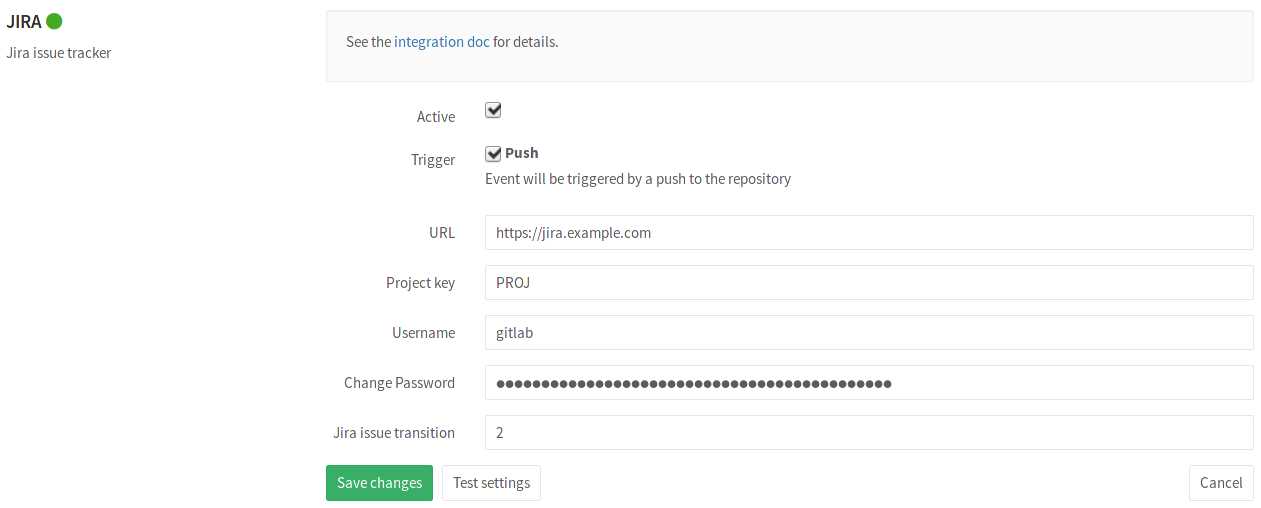 JIRA
Jira issue tracker
See the integration doc for details.
Active
Trigger
Push
Event will be triggered by a push to the repository
URL
https://jira.example.com
Project key
PROJ
Username
gitlab
Change Password
●●●●●●●●●●●●●●●●●●●●●●●●●●●●●●●●●●●●●●●●●●●●
Jira issue transition
2
Save changes
Test settings
Cancel